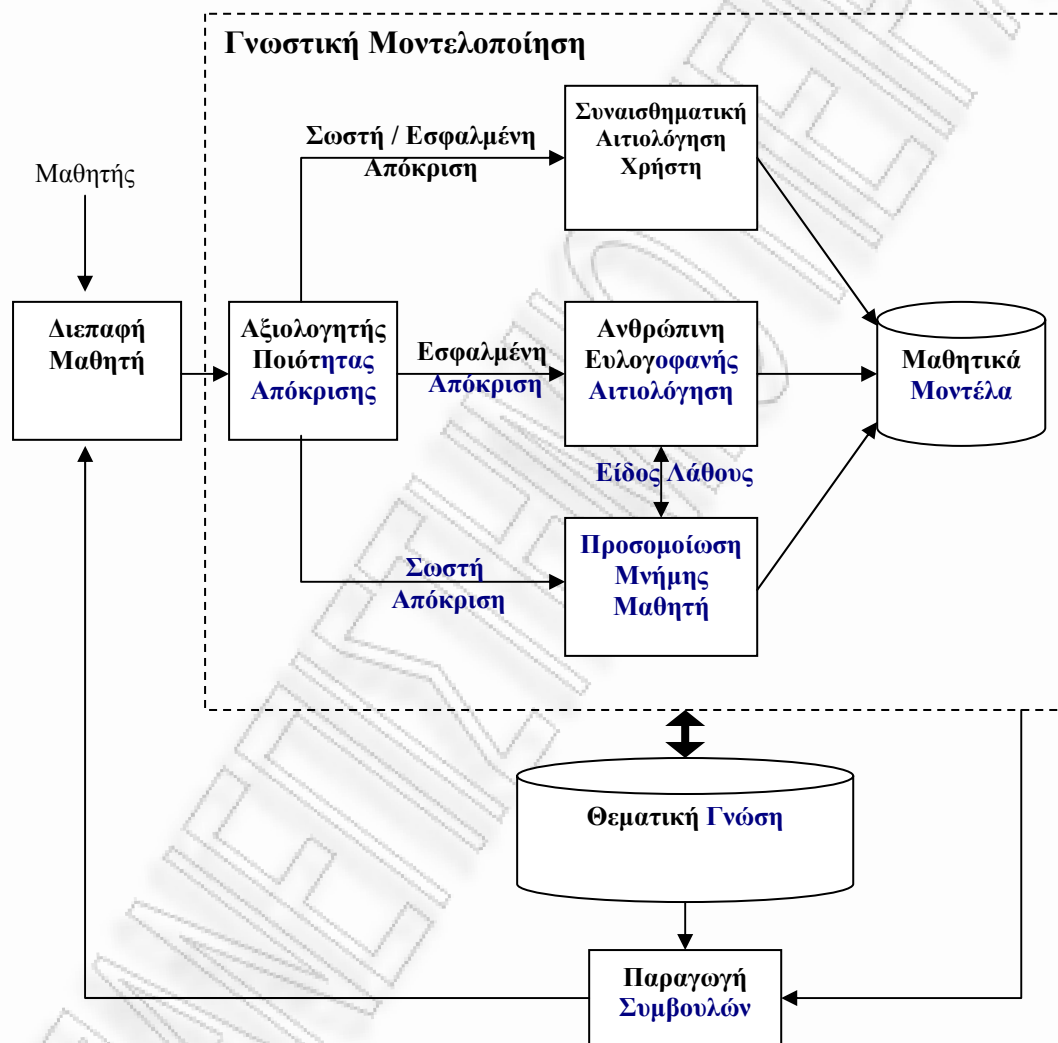 Γνωστική Μοντελοποίηση
Συναισθηματική
Αιτιολόγηση
Χρήστη
Σωστή / Εσφαλμένη
Απόκριση
Μαθητής
Διεπαφή
Μαθητή
Αξιολογητής
Ποιότητας
Απόκρισης
Εσφαλμένη
Απόκριση
Ανθρώπινη
Ευλογοφανής
Αιτιολόγηση
Μαθητικά
Μοντέλα
Είδος Λάθους
Σωστή
Απόκριση
Προσομοίωση
Μνήμης
Μαθητή
Θεματική Γνώση
Παραγωγή
Συμβουλών